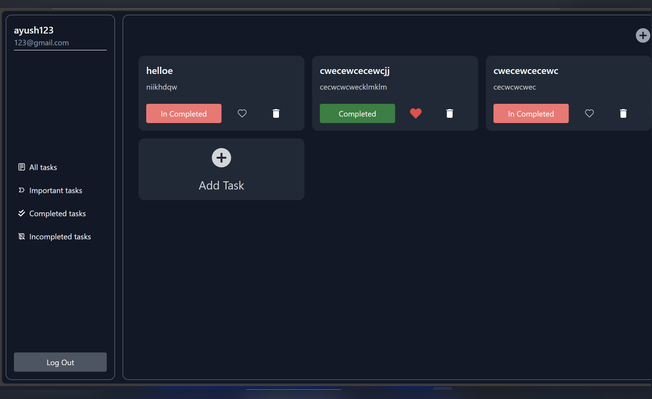 ayush123
123@gmail.com
All tasks
Important tasks
Completed tasks
Incompleted tasks
Log Out
helloe
niikhdqw
In Completed
cwecewcecewcjj
cecwcwcwecklmklm
Completed
cwecewcecewc
cecwcwcwec
In Completed
Add Task